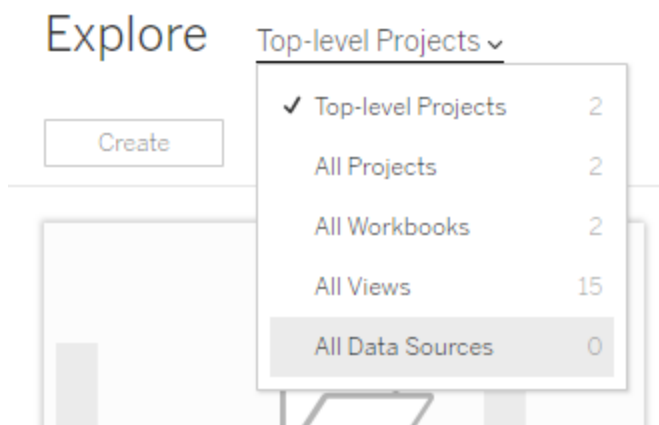 Explore Top-level Projects
Top-level Projects 2
Create
All Projects 2
All Workbooks 2
All Views 15
All Data Sources 0